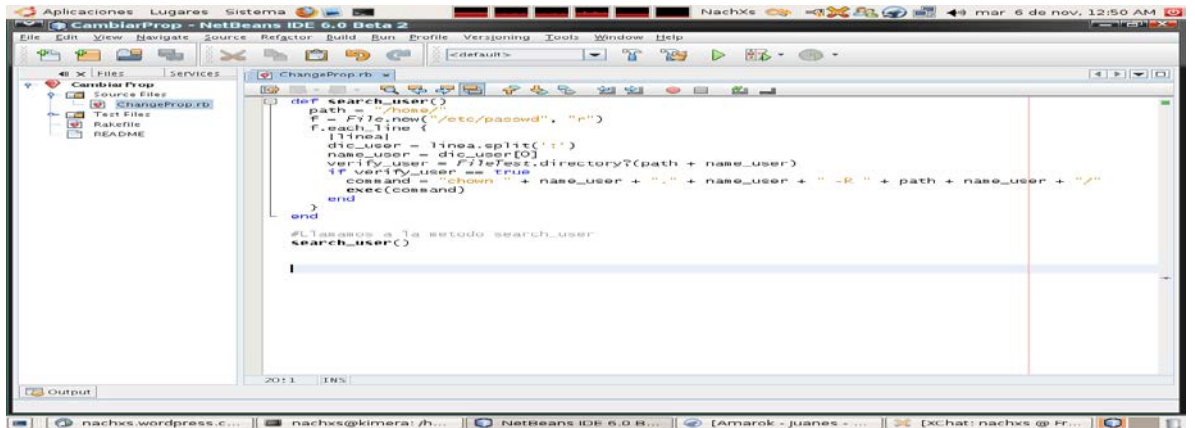 Aplicaciones Lugares Sistema NachXs mar 6 de nov, 12:50 AM
CambiarProp - NetBeans IDE 6.0 Beta 2
File Edit View Navigate Source Refactor Build Run Profile Versioning Tools Window Help
<default>
Files Services
ChangeProp.rb
CambiarProp
Source Files
ChangeProp.rb
Test Files
Rakefile
README
def search_user()
path = "/home/"
f = File.new("/etc/passwd", "r")
f.each_line {
|linea|
dic_user = linea.split(':')
name_user = dic_user[0]
verify_user = FileTest.directory?(path + name_user)
if verify_user == true
command = "chown " + name_user + "." + name_user + " -R " + path + name_user + "/"
exec(command)
end
}
end
#Llamamos a la metodo search_user
search_user()
20:1 INS
Output
nachxs.wordpress.c... nachxs@kimera: /h... NetBeans IDE 6.0 B... [Amarok - Juanes - ... [XChat: nachxs @ Fr...